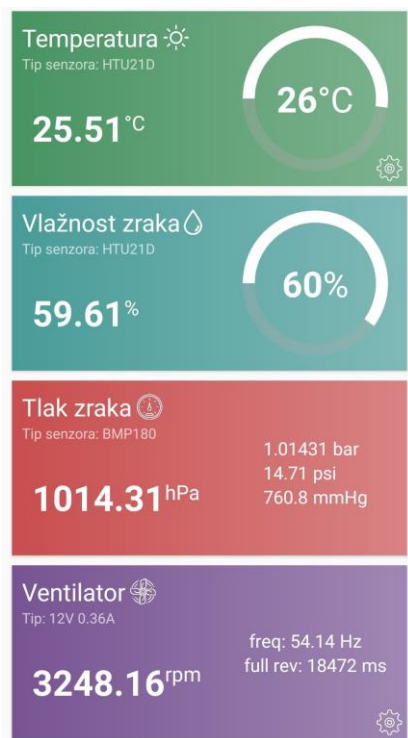 Temperatura
Tip senzora: HTU21D
25.51°C
26°C
Vlažnost zraka
Tip senzora: HTU21D
59.61%
60%
Tlak zraka
Tip senzora: BMP180
1014.31hPa
1.01431 bar
14.71 psi
760.8 mmHg
Ventilator
Tip: 12V 0.36A
3248.16rpm
freq: 54.14 Hz
full rev: 18472 ms